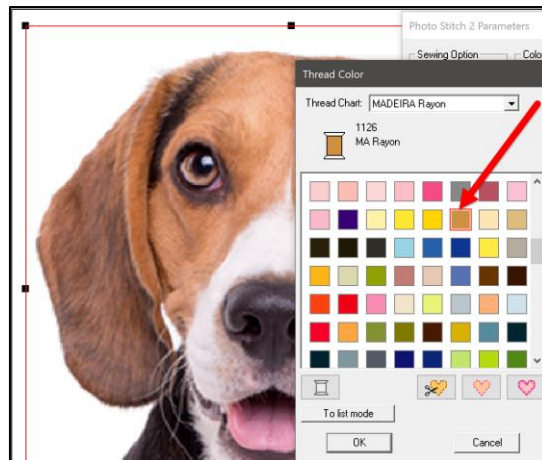 Photo Stitch 2 Parameters
Sewing Option
Colo
Thread Color
Thread Chart: MADEIRA Rayon
1126
MA Rayon
To list mode
OK
Cancel